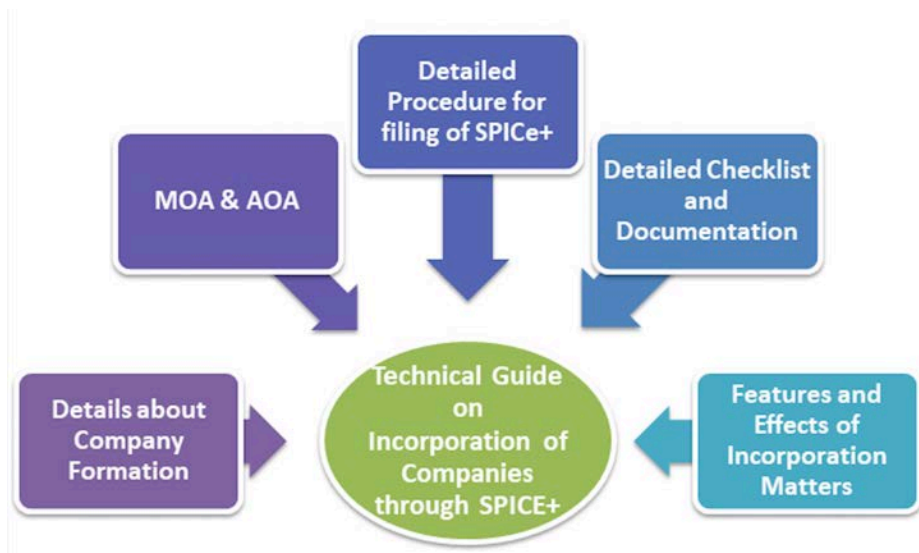 Detailed
Procedure for
filing of SPICe+
MOA & AOA
Detailed Checklist
and
Documentation
Details about
Company
Formation
Technical Guide
on
Incorporation of
Companies
through SPICE+
Features and
Effects of
Incorporation
Matters